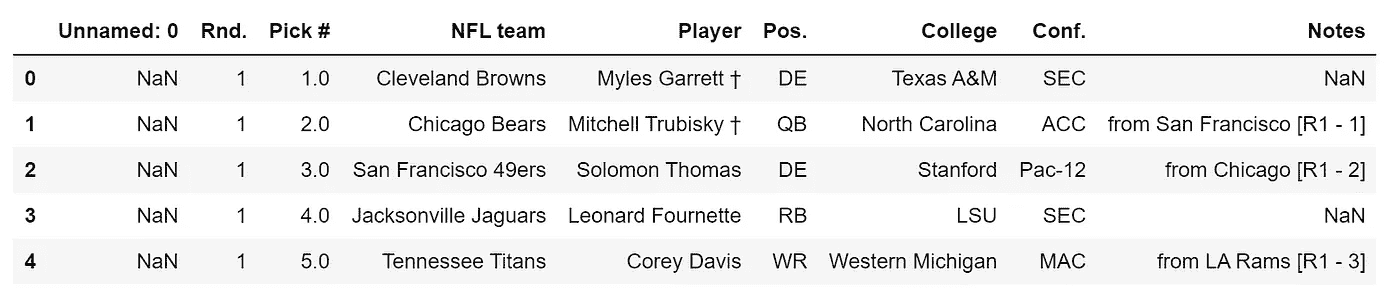 Unnamed: 0 Rnd. Pick # NFL team Player Pos. College Conf. Notes
0 NaN 1 1.0 Cleveland Browns Myles Garrett † DE Texas A&M SEC NaN
1 NaN 1 2.0 Chicago Bears Mitchell Trubisky † QB North Carolina ACC from San Francisco [R1 - 1]
2 NaN 1 3.0 San Francisco 49ers Solomon Thomas DE Stanford Pac-12 from Chicago [R1 - 2]
3 NaN 1 4.0 Jacksonville Jaguars Leonard Fournette RB LSU SEC NaN
4 NaN 1 5.0 Tennessee Titans Corey Davis WR Western Michigan MAC from LA Rams [R1 - 3]